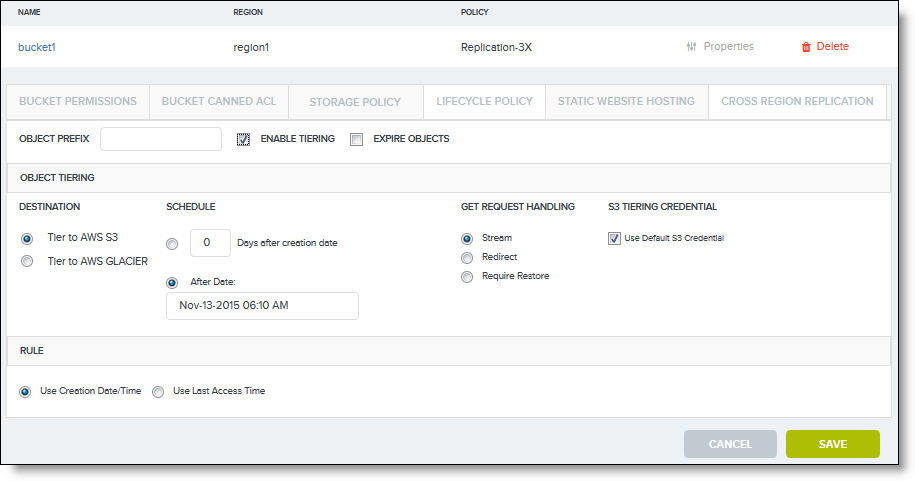 NAME REGION POLICY
bucket1 region1 Replication-3X Properties Delete
BUCKET PERMISSIONS BUCKET CANNED ACL STORAGE POLICY LIFECYCLE POLICY STATIC WEBSITE HOSTING CROSS REGION REPLICATION
OBJECT PREFIX ENABLE TIERING EXPIRE OBJECTS
OBJECT TIERING
DESTINATION SCHEDULE GET REQUEST HANDLING S3 TIERING CREDENTIAL
Tier to AWS S3 0 Days after creation date Stream Use Default S3 Credential
Tier to AWS GLACIER Redirect
After Date: Require Restore
Nov-13-2015 06:10 AM
RULE
Use Creation Date/Time Use Last Access Time
CANCEL SAVE